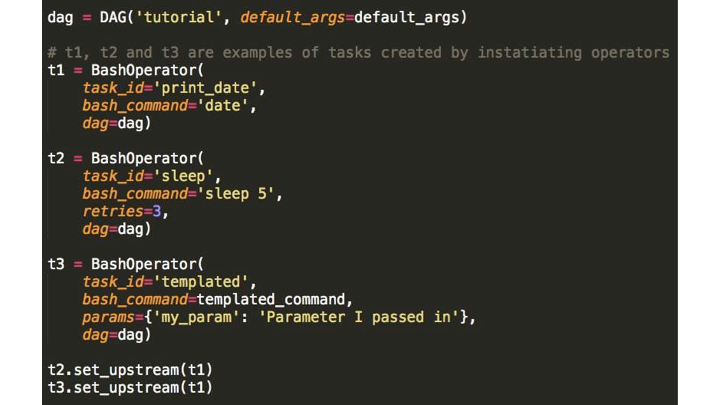 dag = DAG('tutorial', default_args=default_args)

# t1, t2 and t3 are examples of tasks created by instatiating operators
t1 = BashOperator(
    task_id='print_date',
    bash_command='date',
    dag=dag)

t2 = BashOperator(
    task_id='sleep',
    bash_command='sleep 5',
    retries=3,
    dag=dag)

t3 = BashOperator(
    task_id='templated',
    bash_command=templated_command,
    params={'my_param': 'Parameter I passed in'},
    dag=dag)

t2.set_upstream(t1)
t3.set_upstream(t1)